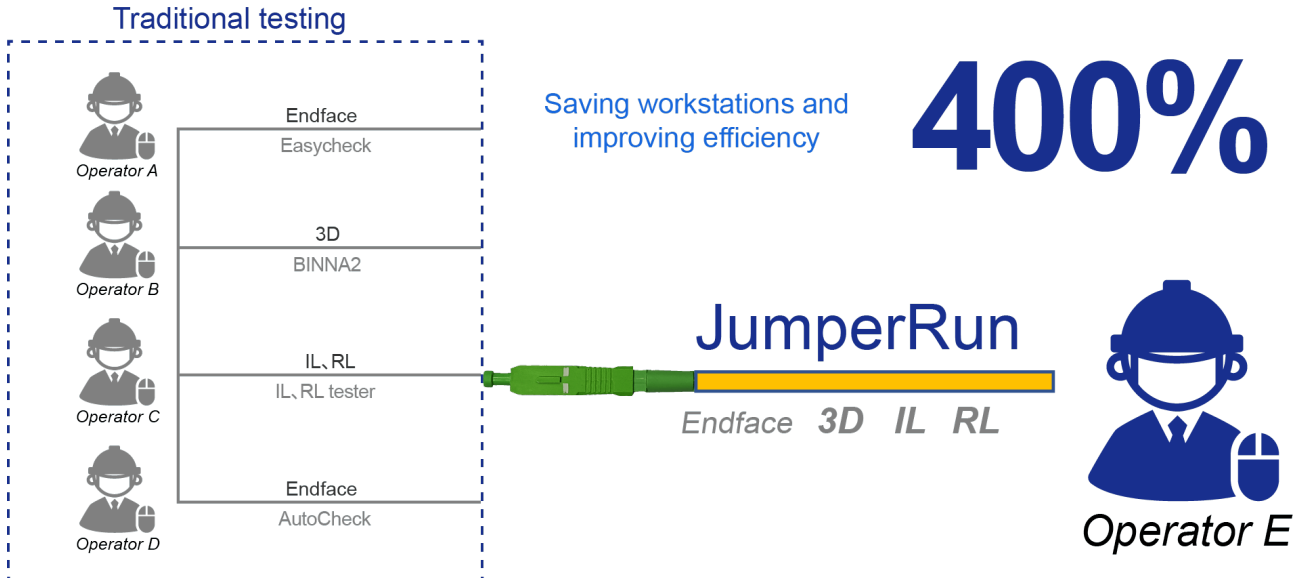 Traditional testing
Endface
Easycheck
Operator A
3D
BINNA2
Operator B
IL、RL
IL、RL tester
Operator C
Endface
AutoCheck
Operator D
Saving workstations and
improving efficiency
400%
JumperRun
Endface 3D IL RL
Operator E